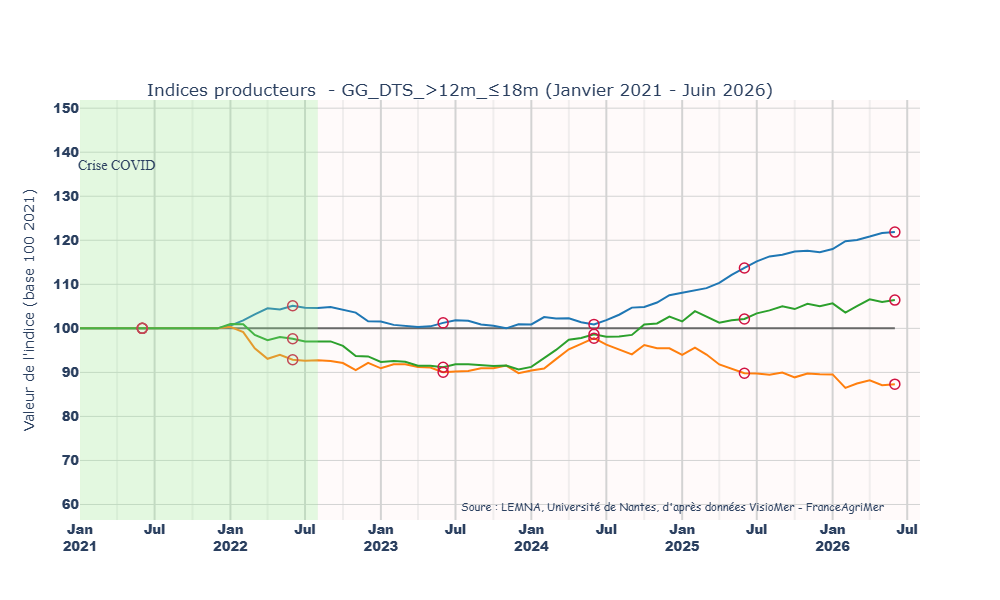 Indices producteurs  - GG_DTS_>12m_≤18m (Janvier 2021 - Juin 2026)
Valeur de l'indice (base 100 2021)
150
140
Crise COVID
130
120
110
100
90
80
70
60
Soure : LEMNA, Université de Nantes, d'après données VisioMer - FranceAgriMer
Jan Jul Jan Jul Jan Jul Jan Jul Jan Jul Jan Jul
2021 2022 2023 2024 2025 2026